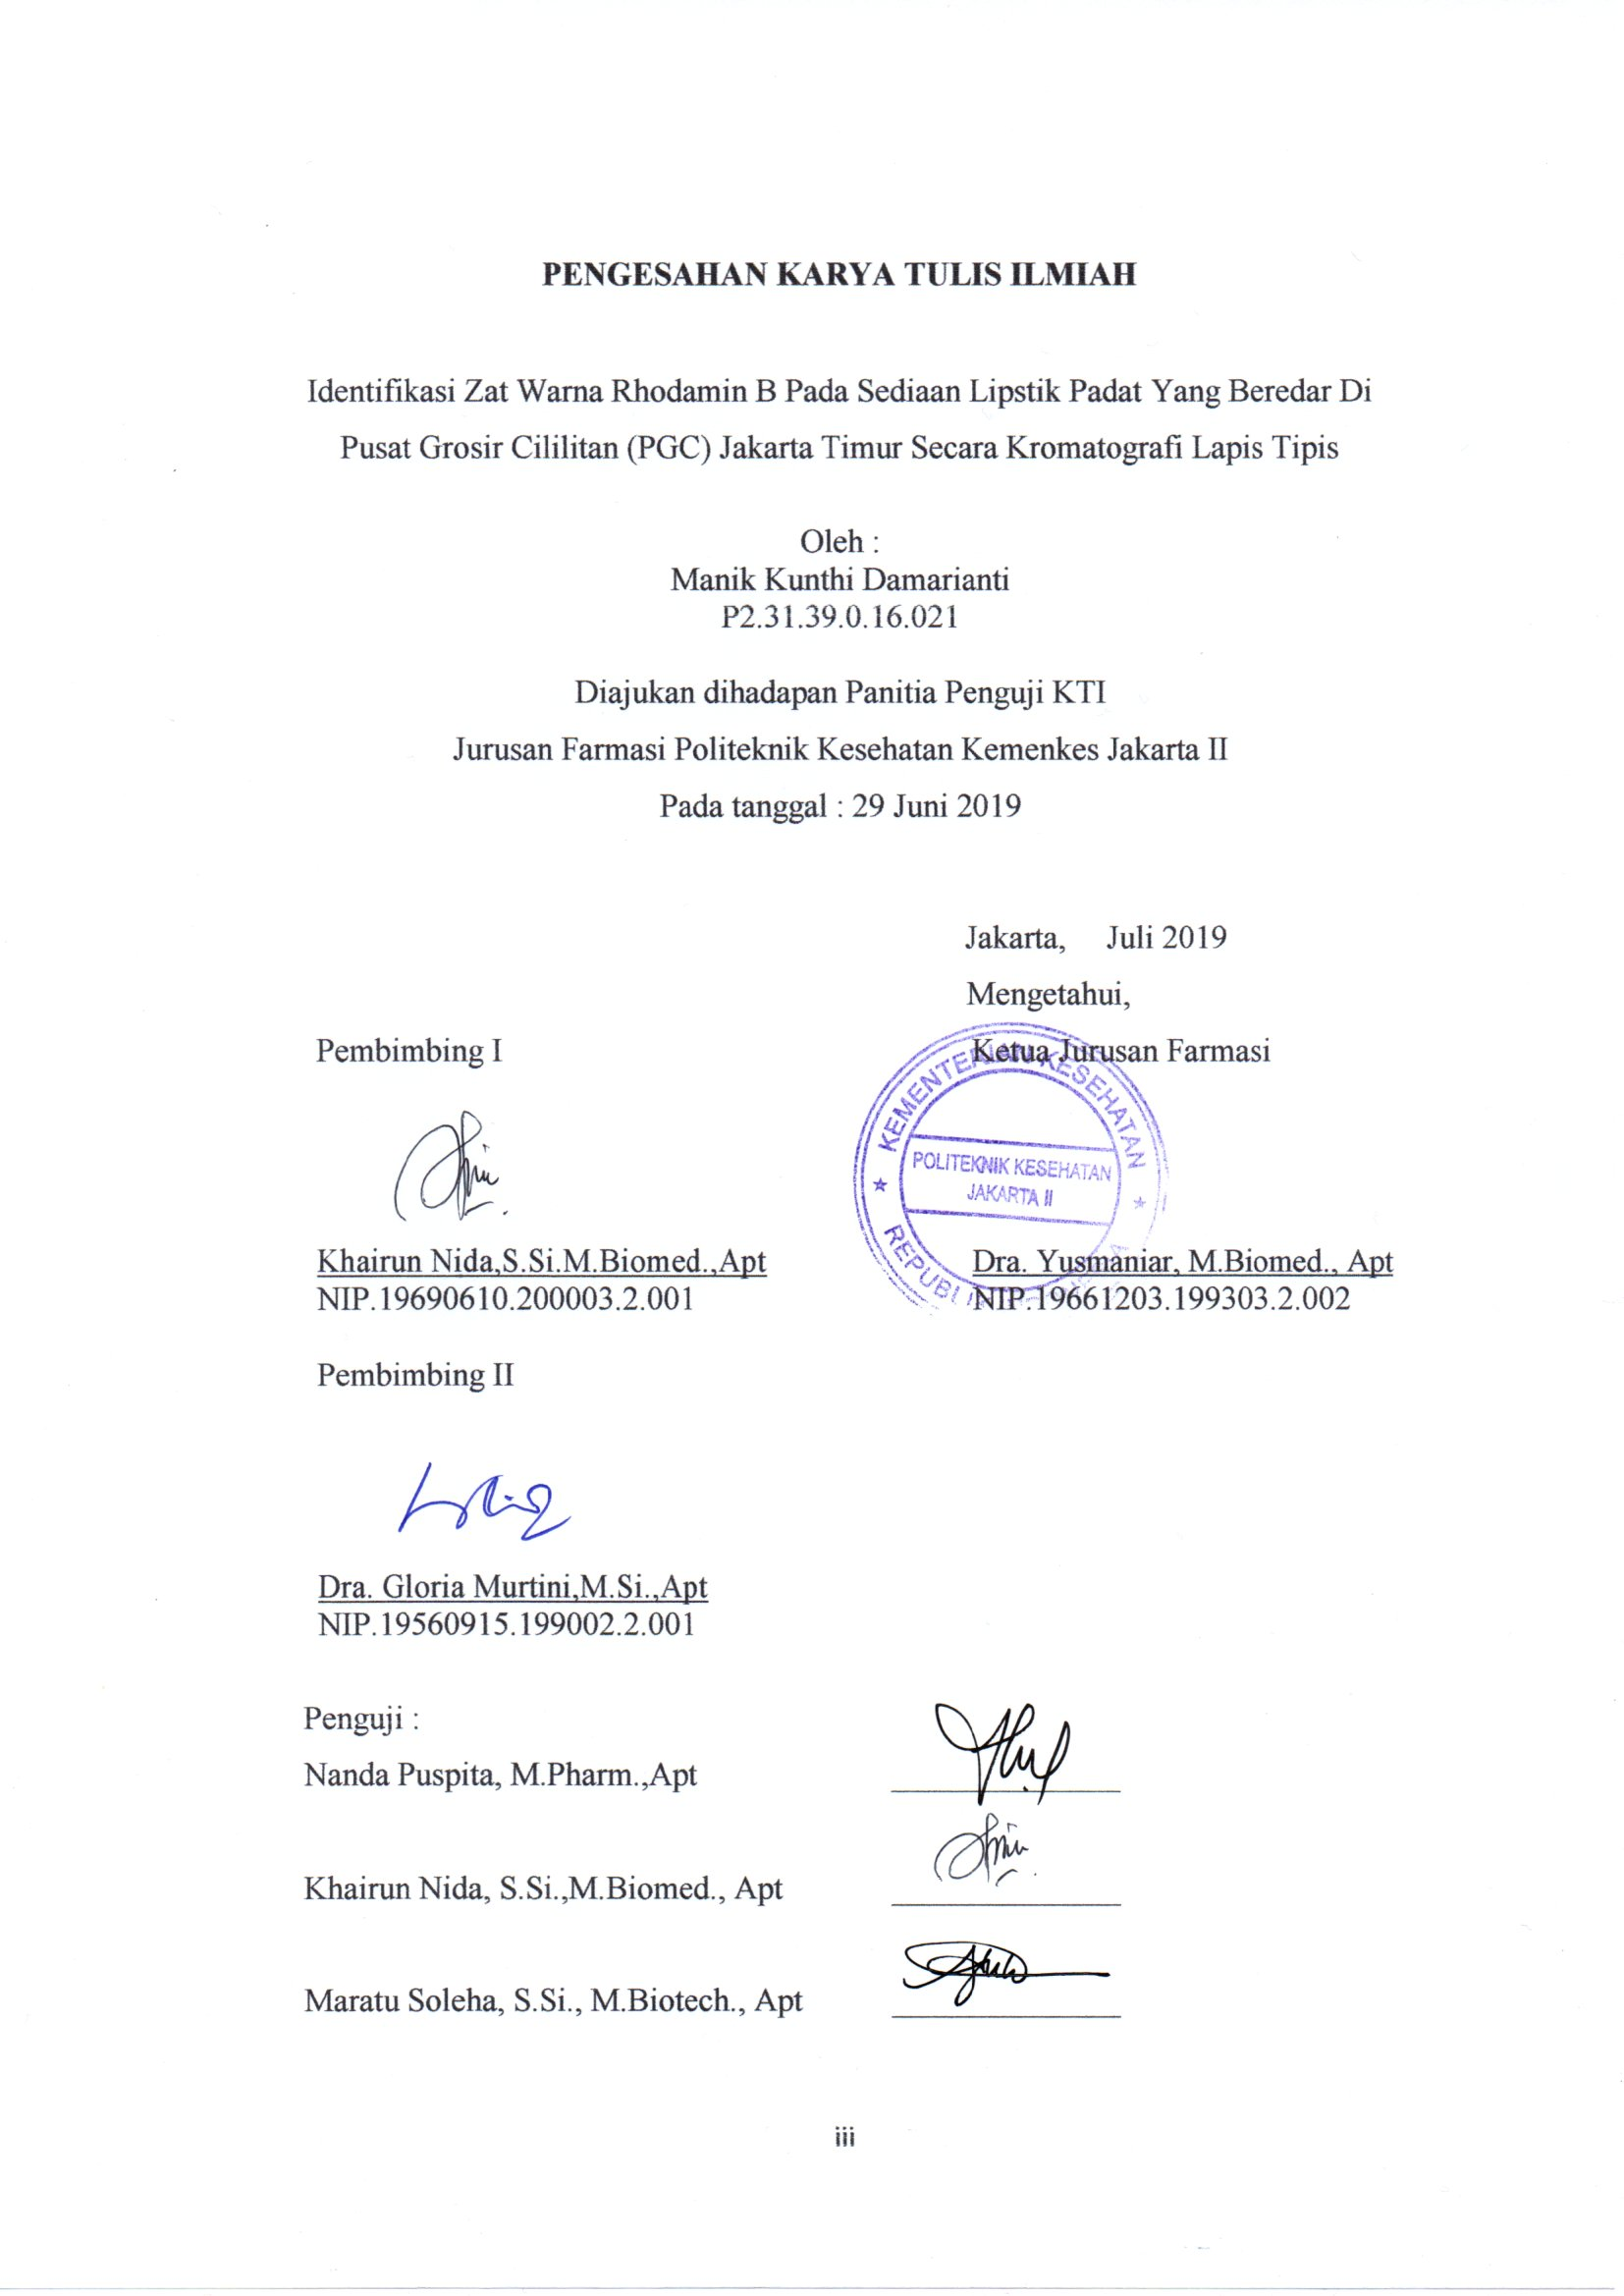 PENGESAHAN KARYA TULIS ILMIAH
Identifikasi Zat Warna Rhodamin B Pada Sediaan Lipstik Padat Yang Beredar Di
Pusat Grosir Cililitan (PGC) Jakarta Timur Secara Kromatografi Lapis Tipis
Oleh :
Manik Kunthi Damarianti
P2.31.39.0.16.021
Diajukan dihadapan Panitia Penguji KTI
Jurusan Farmasi Politeknik Kesehatan Kemenkes Jakarta II
Pada tanggal : 29 Juni 2019
Jakarta, Juli 2019
Mengetahui,
Pembimbing I
Ketua Jurusan Farmasi
KEMENTERIAN KESEHATAN
POLITEKNIK KESEHATAN
JAKARTA II
Khairun Nida,S.Si.M.Biomed.,Apt
NIP.19690610.200003.2.001
Dra. Yusmaniar, M.Biomed., Apt
NIP.19661203.199303.2.002
Pembimbing II
Dra. Gloria Murtini,M.Si.,Apt
NIP.19560915.199002.2.001
Penguji :
Nanda Puspita, M.Pharm.,Apt
Khairun Nida, S.Si.,M.Biomed., Apt
Maratu Soleha, S.Si., M.Biotech., Apt
iii